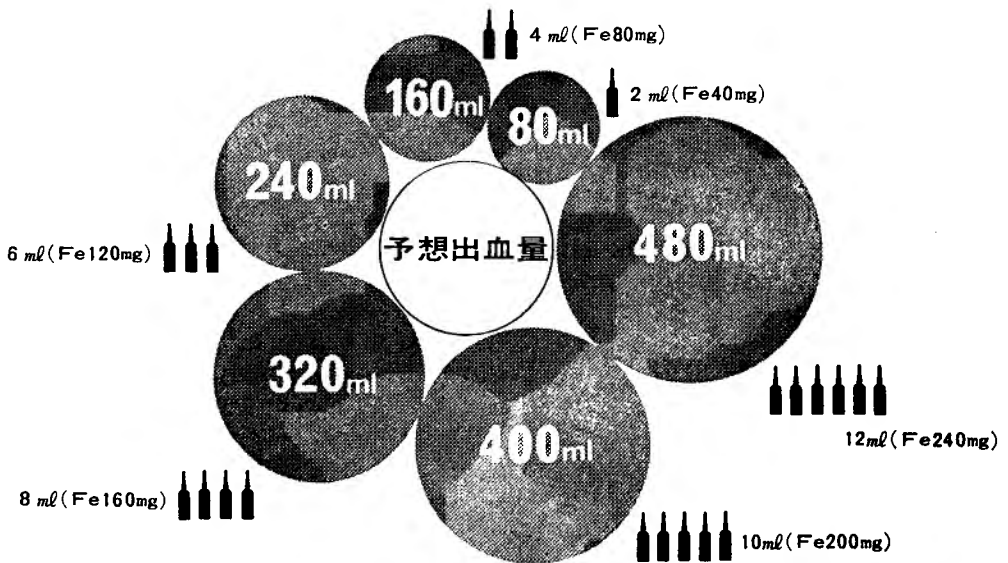 4 ml(Fe80mg)
160ml
2 ml(Fe40mg)
80ml
240ml
予想出血量
480ml
6 ml(Fe120mg)
320ml
400ml
12ml(Fe240mg)
8 ml(Fe160mg)
10ml(Fe200mg)